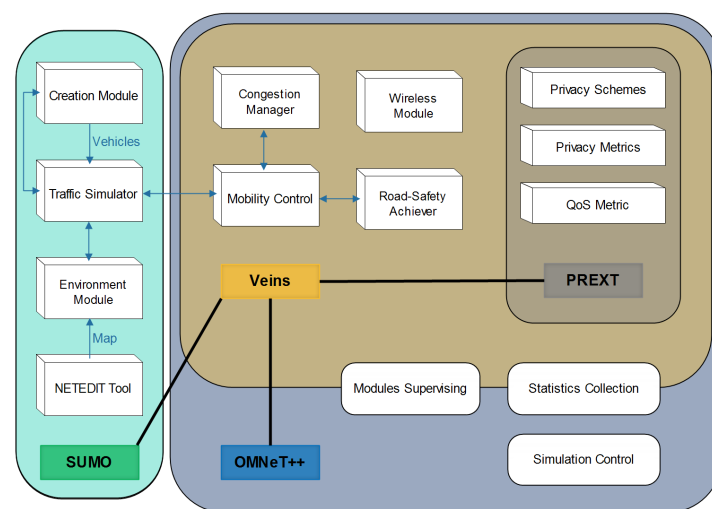 Creation Module
Vehicles
Traffic Simulator
Environment
Module
Map
NETEDIT Tool
SUMO
Congestion
Manager
Wireless
Module
Mobility Control
Road-Safety
Achiever
Veins
Privacy Schemes
Privacy Metrics
QoS Metric
PREXT
Modules Supervising
Statistics Collection
OMNeT++
Simulation Control